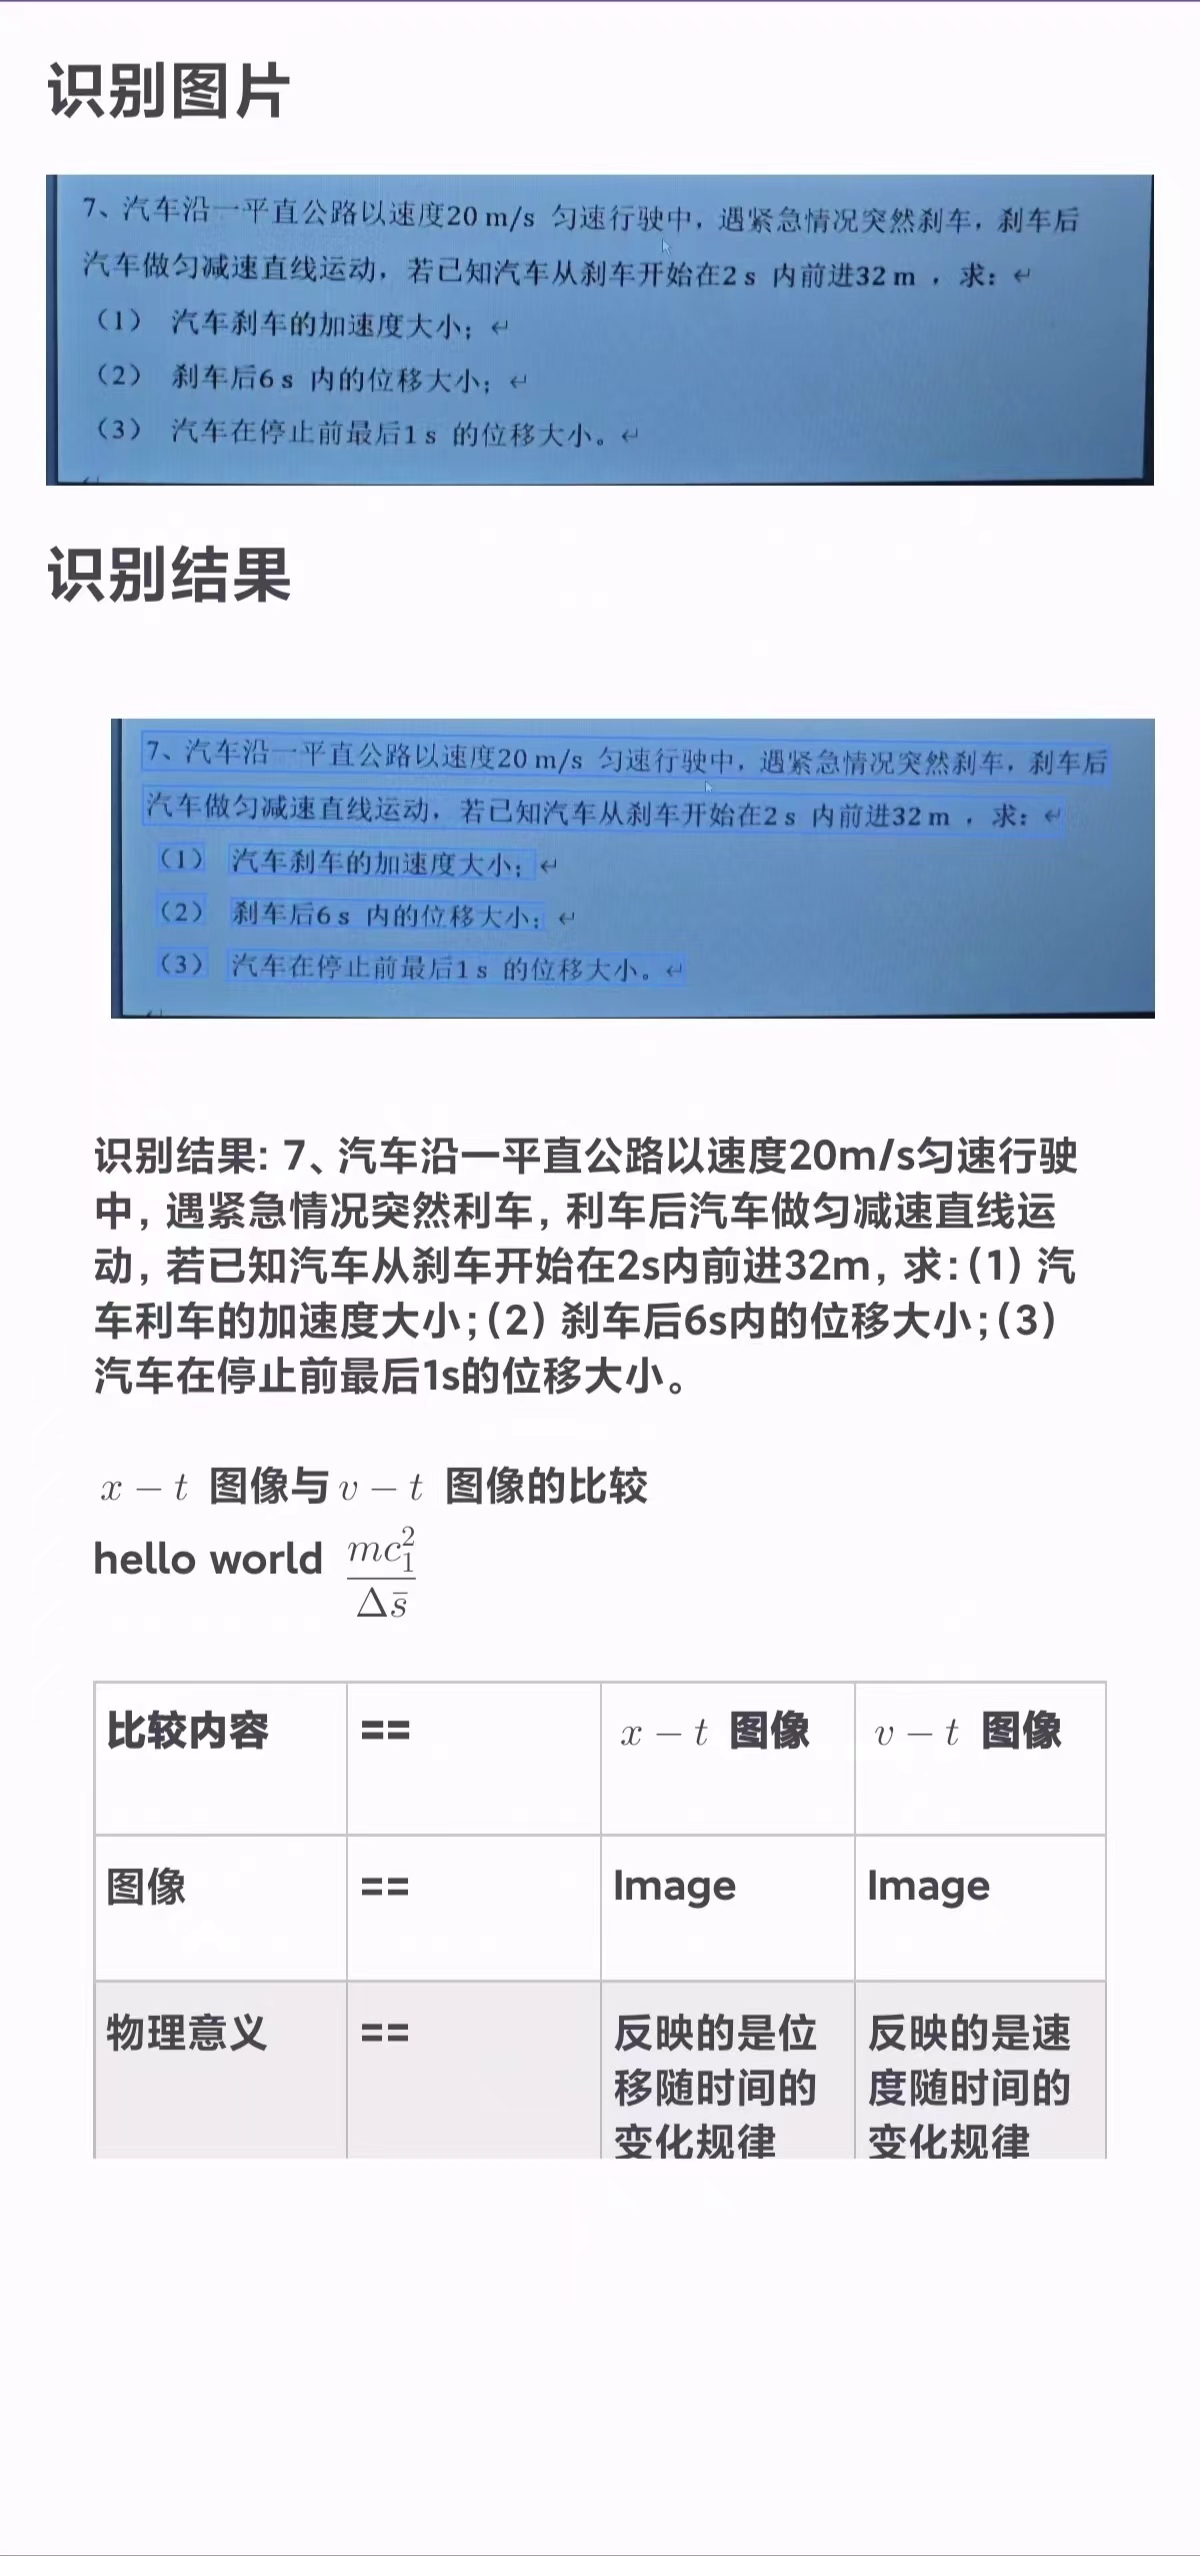 识别图片
7、汽车沿一平直公路以速度20 m/s 匀速行驶中，遇紧急情况突然刹车，刹车后
汽车做匀减速直线运动，若已知汽车从刹车开始在2 s 内前进32 m ，求：↵
（1） 汽车刹车的加速度大小；↵
（2） 刹车后6 s 内的位移大小；↵
（3） 汽车在停止前最后1 s 的位移大小。↵
识别结果
7、汽车沿一平直公路以速度20 m/s 匀速行驶中，遇紧急情况突然刹车，刹车后
汽车做匀减速直线运动，若已知汽车从刹车开始在2 s 内前进32 m ，求：↵
（1） 汽车刹车的加速度大小；↵
（2） 刹车后6 s 内的位移大小；↵
（3） 汽车在停止前最后1 s 的位移大小。↵
识别结果: 7、汽车沿一平直公路以速度20m/s匀速行驶
中，遇紧急情况突然利车，利车后汽车做匀减速直线运
动，若已知汽车从刹车开始在2s内前进32m，求：（1）汽
车利车的加速度大小；（2）刹车后6s内的位移大小；（3）
汽车在停止前最后1s的位移大小。
x − t 图像与 v − t 图像的比较
hello world \frac{mc_1^2}{\Delta \bar{s}}
比较内容 == x − t 图像 v − t 图像
图像 == Image Image
物理意义 == 反映的是位 反映的是速
移随时间的 度随时间的
变化规律 变化规律